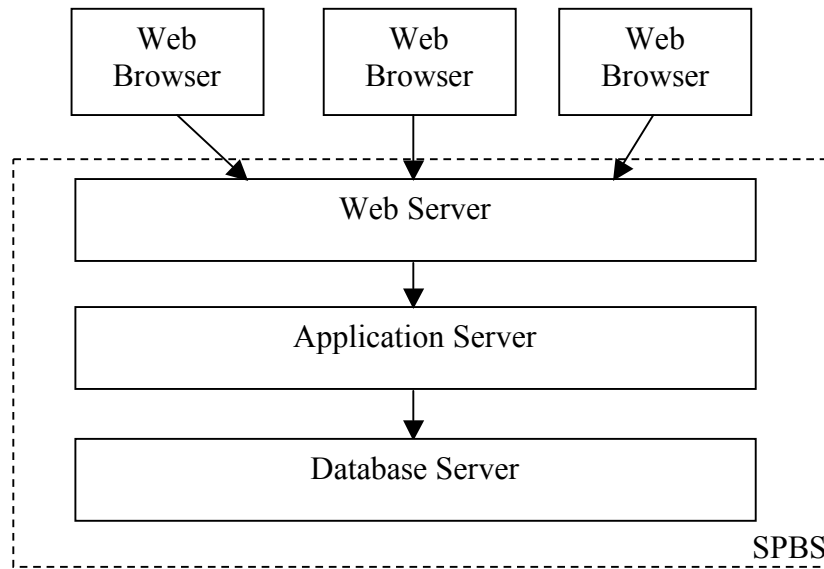 Web
Browser
Web
Browser
Web
Browser
Web Server
Application Server
Database Server
SPBS